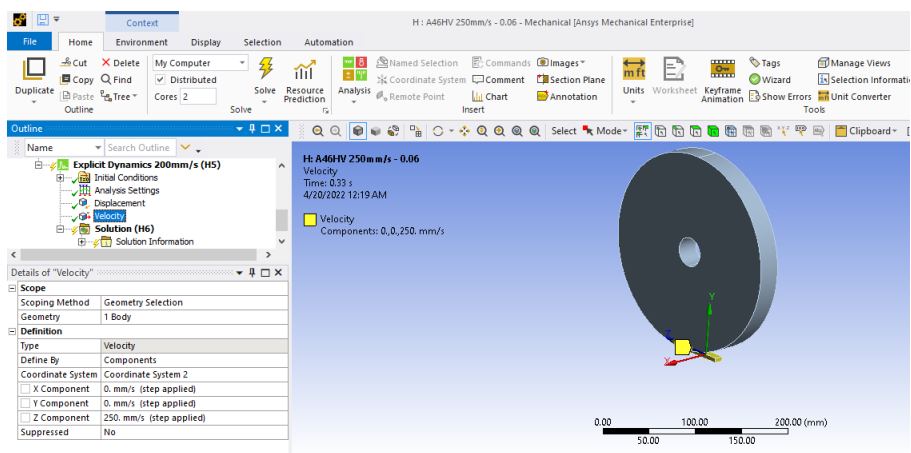 Context
H : A46HV 250mm/s - 0.06 - Mechanical [Ansys Mechanical Enterprise]
File Home Environment Display Selection Automation
Duplicate
Cut
Copy
Paste
Delete
Find
Tree
Outline
My Computer
Distributed
Cores 2
Solve
Solve
Resource
Prediction
Analysis
Named Selection
Coordinate System
Remote Point
Commands
Comment
Chart
Images
Section Plane
Annotation
Insert
Units
Worksheet
Keyframe
Animation
Tags
Wizard
Show Errors
Manage Views
Selection Informati
Unit Converter
Tools
Outline
Name Search Outline
Explicit Dynamics 200mm/s (H5)
Initial Conditions
Analysis Settings
Displacement
Velocity
Solution (H6)
Solution Information
Select Mode Clipboard
Details of "Velocity"
Scope
Scoping Method Geometry Selection
Geometry 1 Body
Definition
Type Velocity
Define By Components
Coordinate System Coordinate System 2
X Component 0. mm/s (step applied)
Y Component 0. mm/s (step applied)
Z Component 250. mm/s (step applied)
Suppressed No
H: A46HV 250mm/s - 0.06
Velocity
Time: 0.33 s
4/20/2022 12:19 AM
Velocity
Components: 0.,0.,250. mm/s
Y
Z
X
0.00 100.00 200.00 (mm)
50.00 150.00